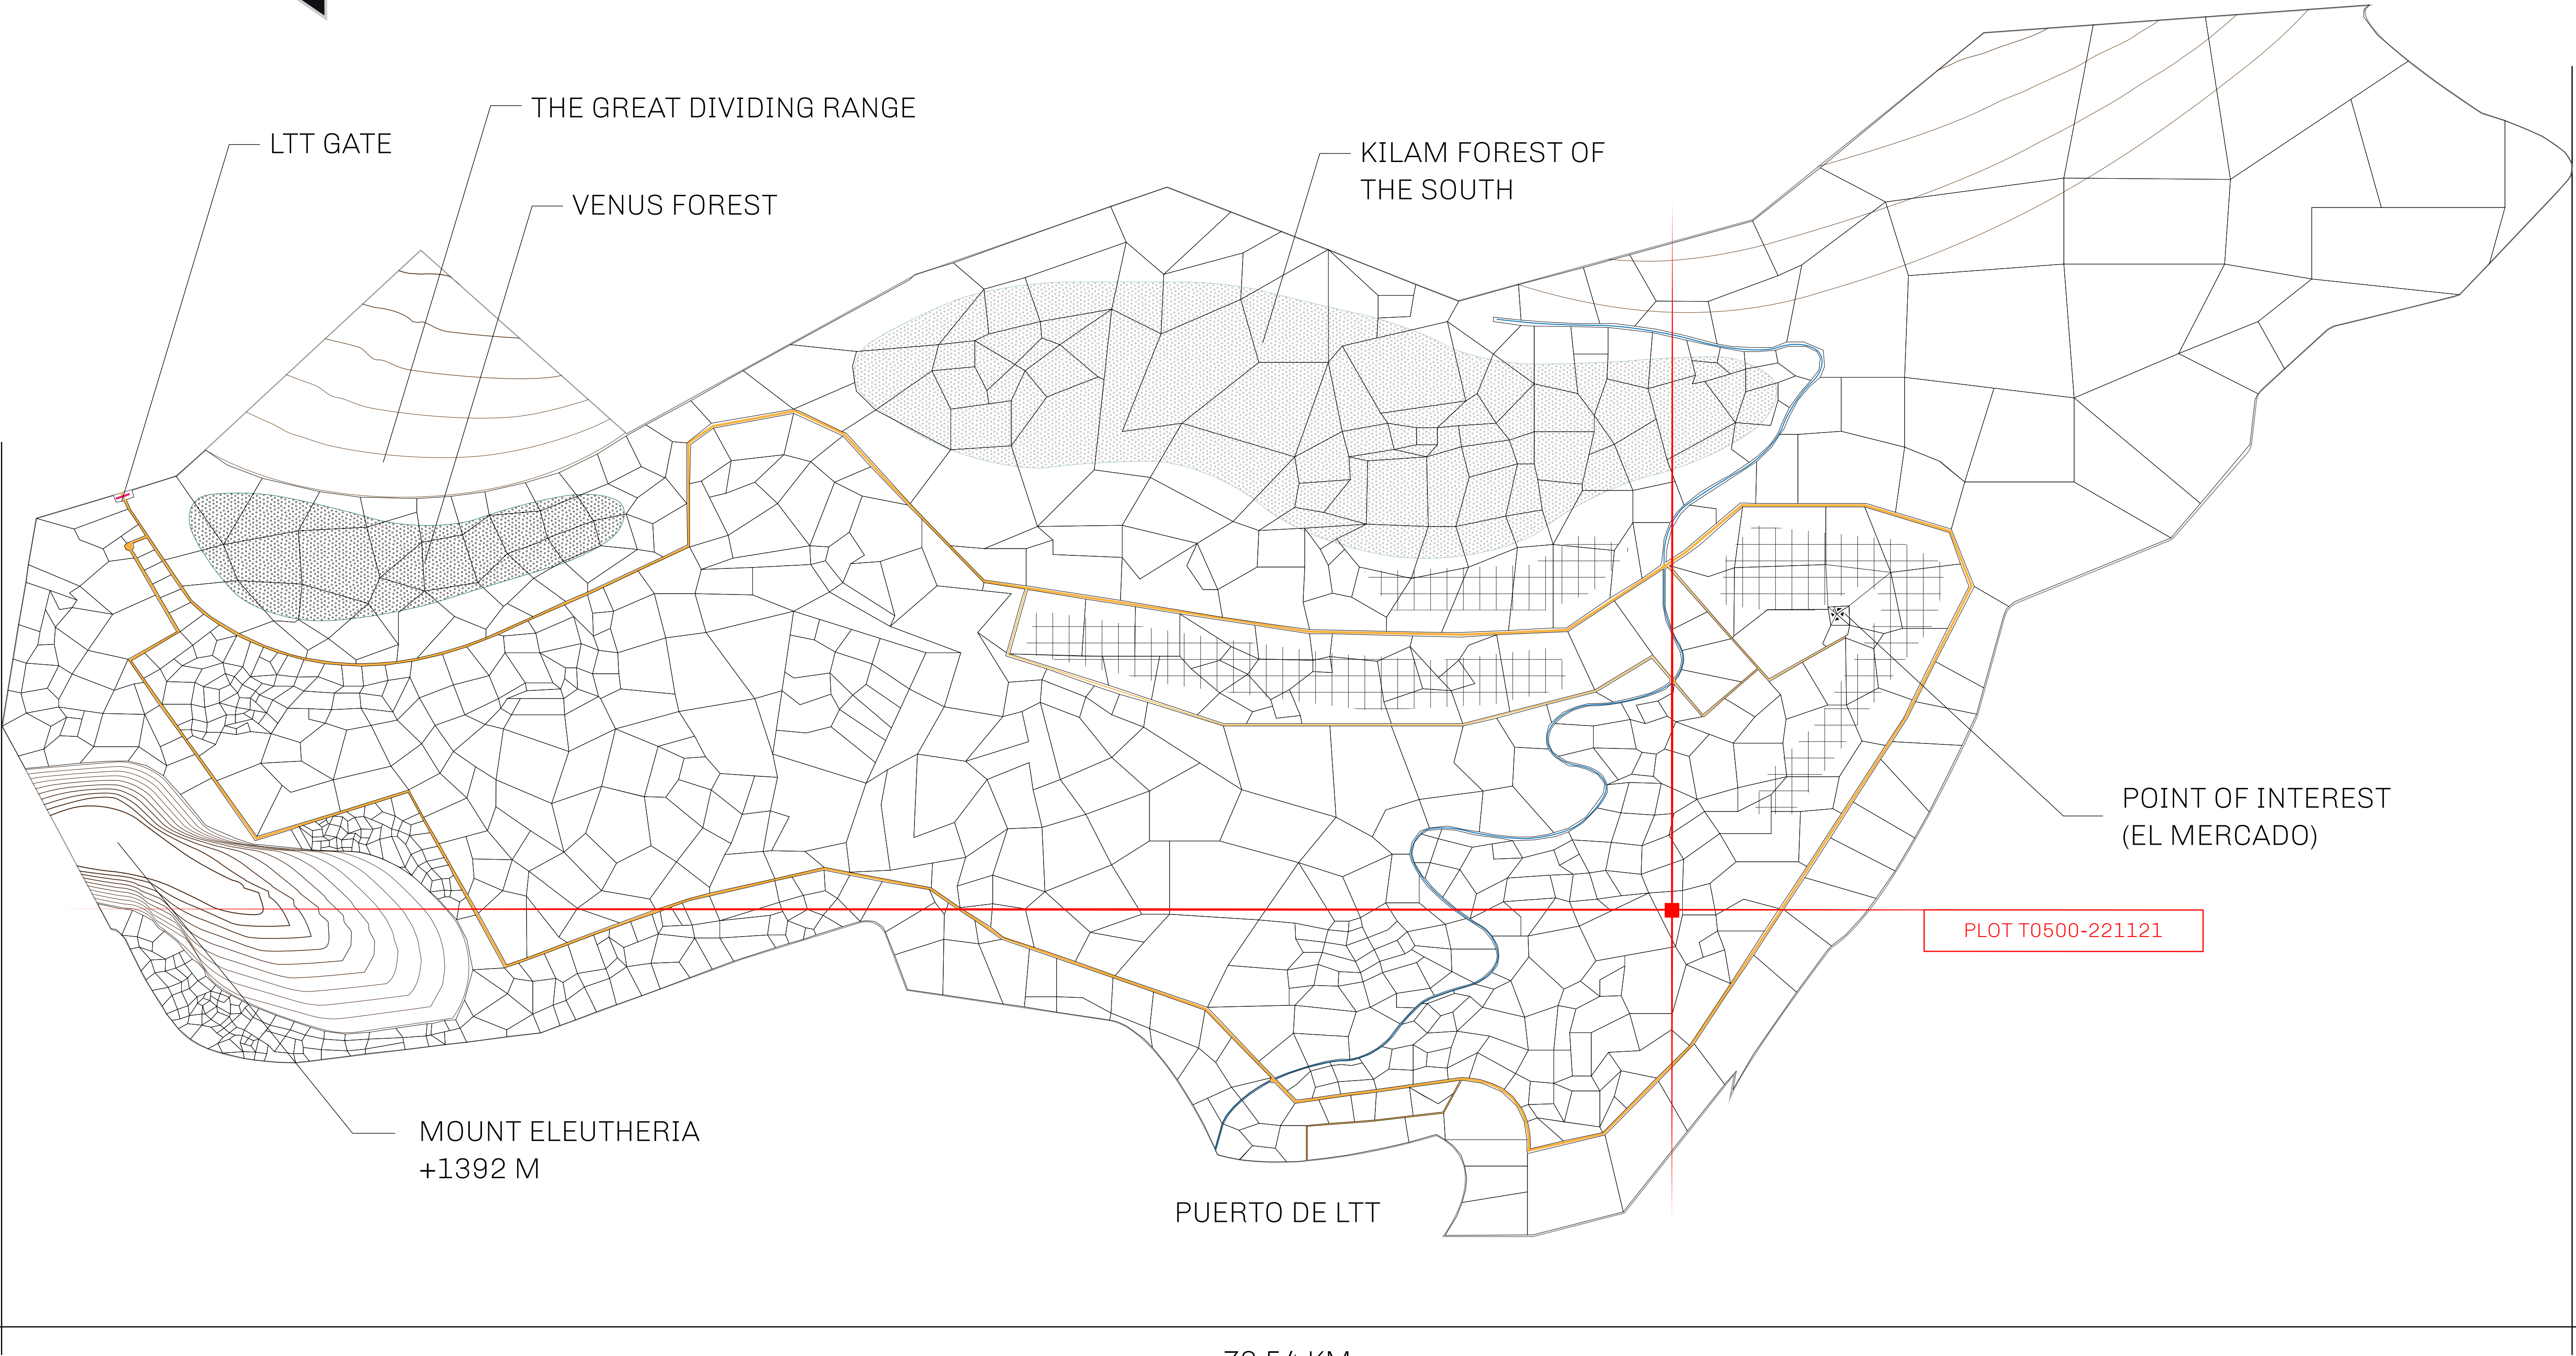 THE GREAT DIVIDING RANGE
LTT GATE
VENUS FOREST
KILAM FOREST OF
THE SOUTH
POINT OF INTEREST
(EL MERCADO)
PLOT T0500-221121
MOUNT ELEUTHERIA
+1392 M
PUERTO DE LTT
KM